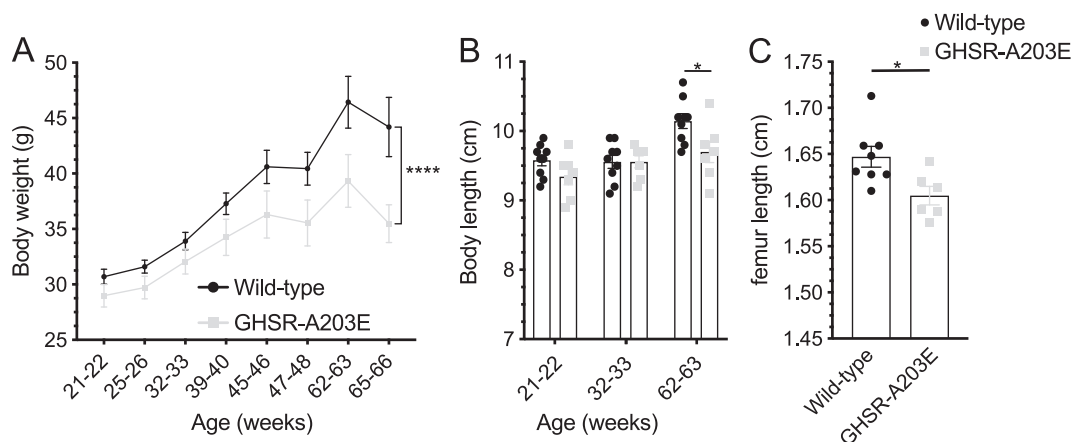 A
Body weight (g)
50
45
40
35
30
25
21-22
25-26
32-33
39-40
45-46
47-48
62-63
65-66
Age (weeks)
Wild-type
GHSR-A203E
****
B
Body length (cm)
11
10
9
8
7
21-22
32-33
62-63
Age (weeks)
*
C
Wild-type
GHSR-A203E
femur length (cm)
1.75
1.70
1.65
1.60
1.55
1.50
1.45
*
Wild-type
GHSR-A203E